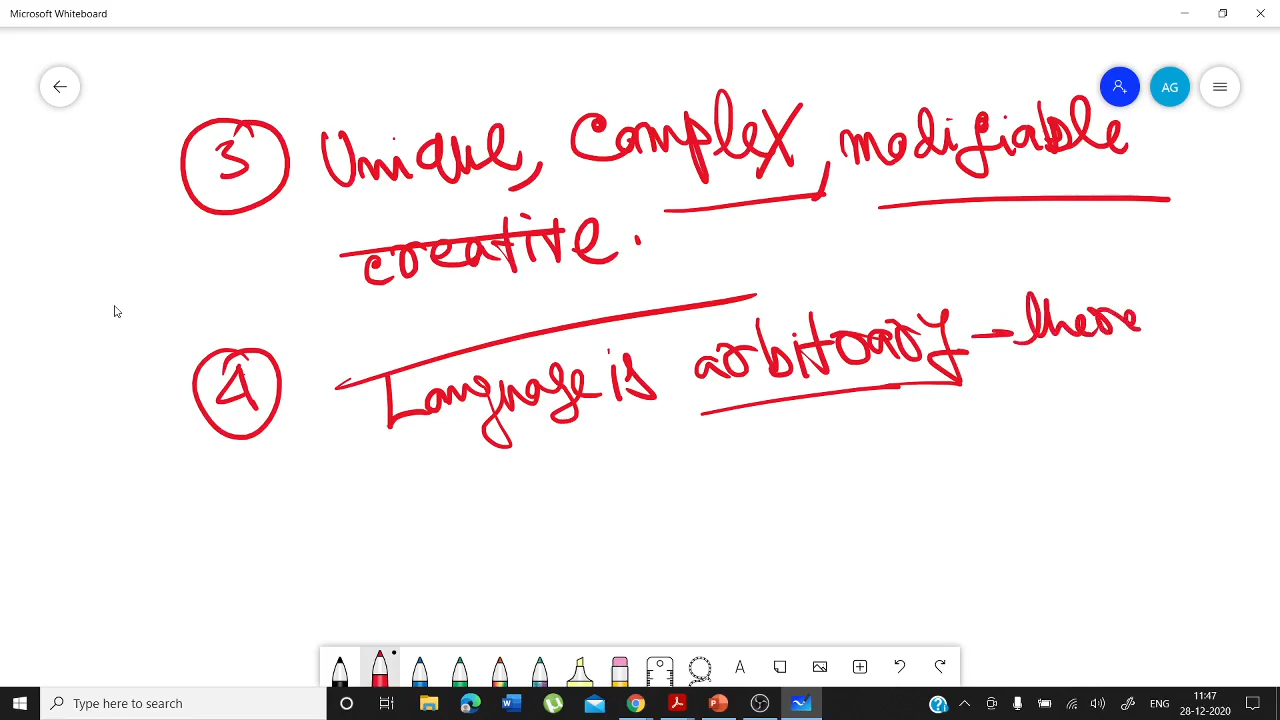 Microsoft Whiteboard
AG
3 Unique, Complex, modifiable
creative.
4 Language is arbitrary - there
A
Type here to search
ENG
11:47
28-12-2020